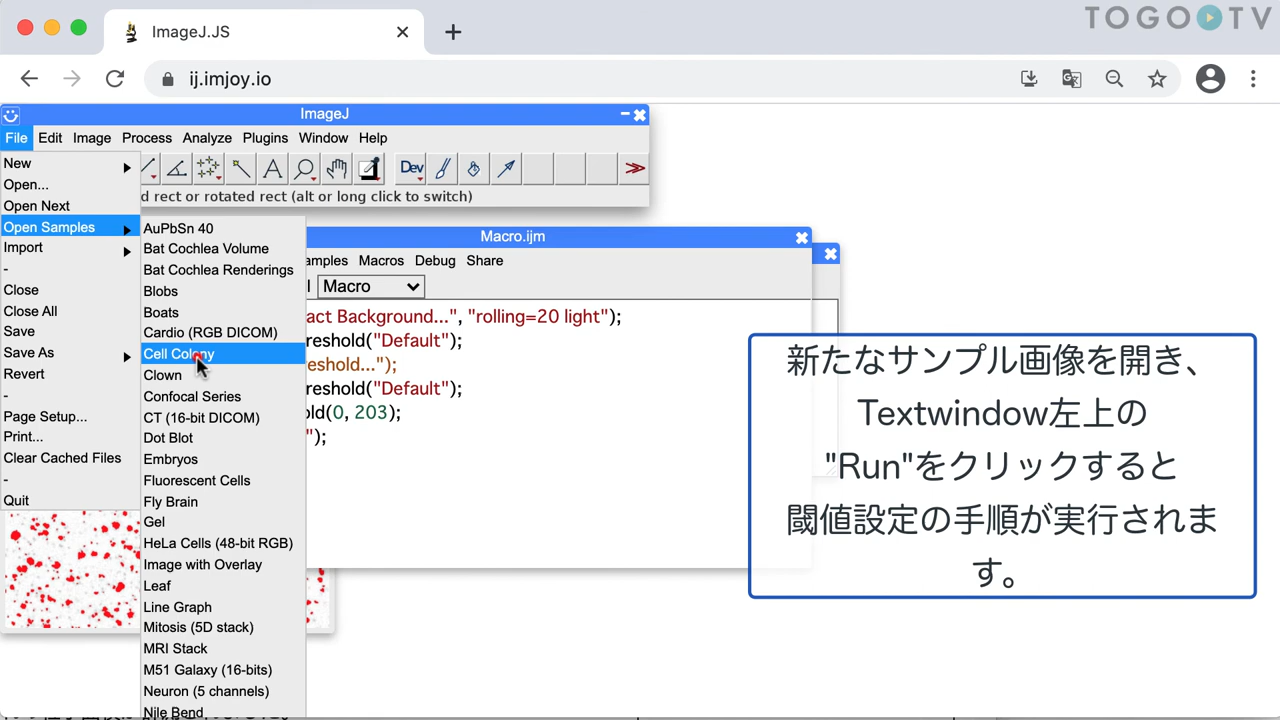 TOGO TV
ImageJ.JS
ij.imjoy.io
ImageJ
File Edit Image Process Analyze Plugins Window Help
Dev
d rect or rotated rect (alt or long click to switch)
New
Open...
Open Next
Open Samples
Import
-
Close
Close All
Save
Save As
Revert
-
Page Setup...
Print...
Clear Cached Files
-
Quit
AuPbSn 40
Bat Cochlea Volume
Bat Cochlea Renderings
Blobs
Boats
Cardio (RGB DICOM)
Cell Colony
Clown
Confocal Series
CT (16-bit DICOM)
Dot Blot
Embryos
Fluorescent Cells
Fly Brain
Gel
HeLa Cells (48-bit RGB)
Image with Overlay
Leaf
Line Graph
Mitosis (5D stack)
MRI Stack
M51 Galaxy (16-bits)
Neuron (5 channels)
Nile Bend
Macro.ijm
amples Macros Debug Share
Macro
act Background...", "rolling=20 light");
reshold("Default");
eshold...");
reshold("Default");
old(0, 203);
");
新たなサンプル画像を開き、
Textwindow左上の
"Run"をクリックすると
閾値設定の手順が実行されま
す。